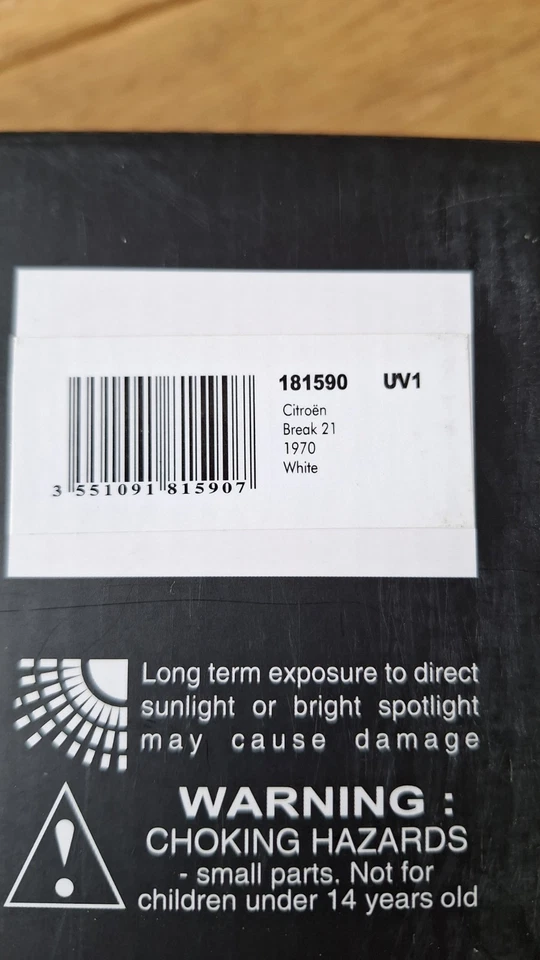 181590 UV1
Citroën
Break 21
1970
White
3 551091 815907
Long term exposure to direct
sunlight or bright spotlight
may cause damage
WARNING :
CHOKING HAZARDS
- small parts. Not for
children under 14 years old